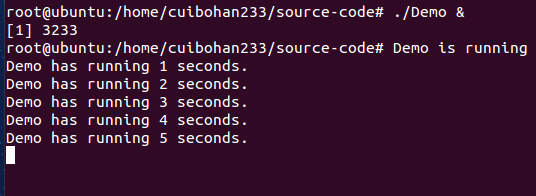 root@ubuntu:/home/cuibohan233/source-code# ./Demo &
[1] 3233
root@ubuntu:/home/cuibohan233/source-code# Demo is running
Demo has running 1 seconds.
Demo has running 2 seconds.
Demo has running 3 seconds.
Demo has running 4 seconds.
Demo has running 5 seconds.